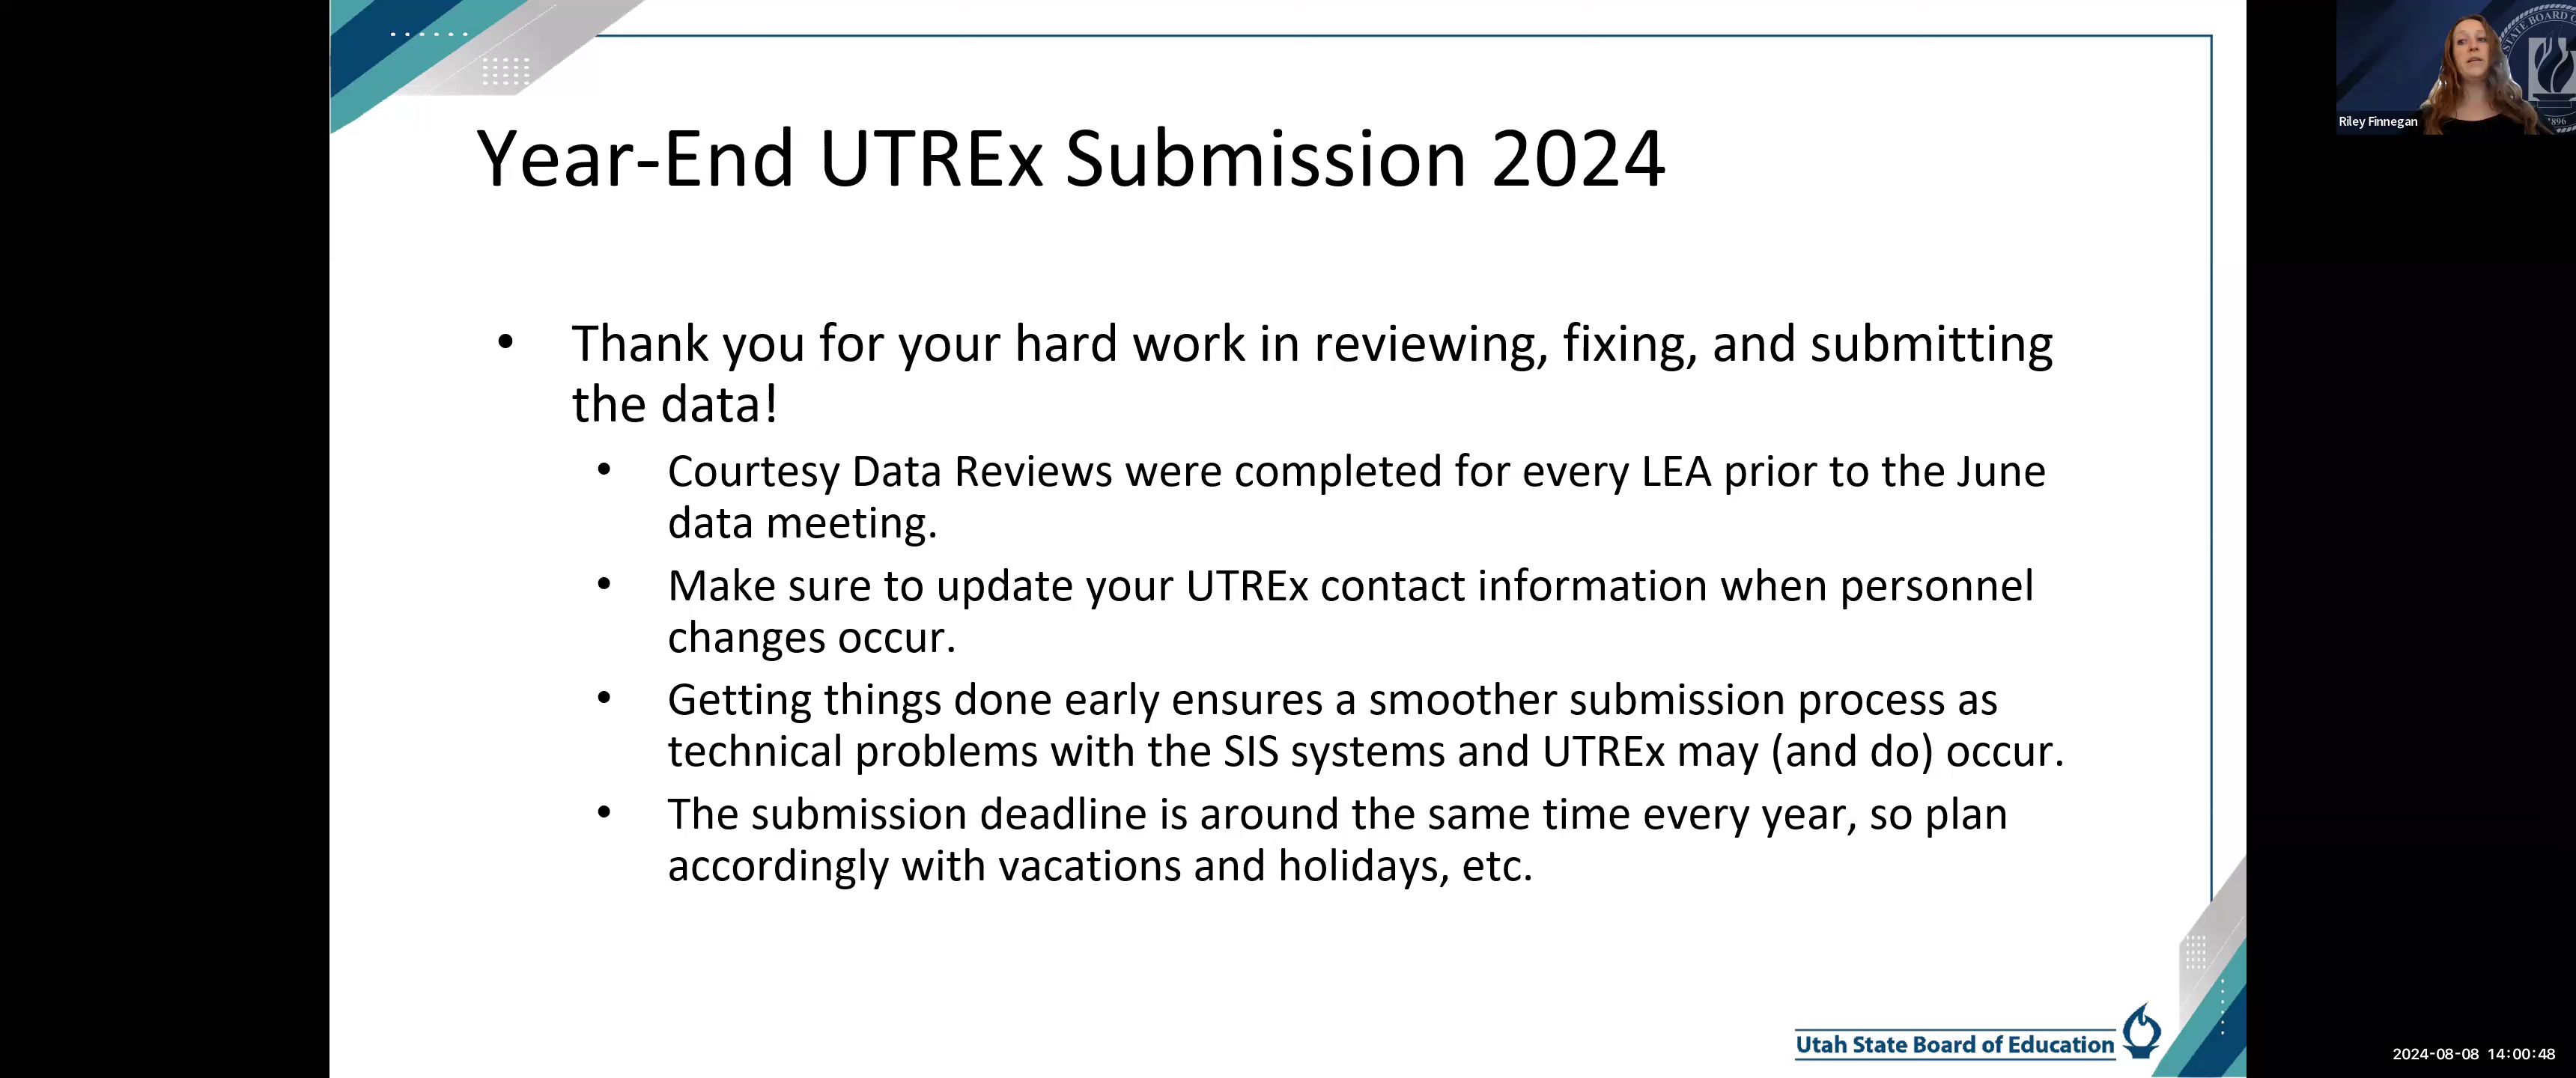 Year-End UTREx Submission 2024
• Thank you for your hard work in reviewing, fixing, and submitting
the data!
• Courtesy Data Reviews were completed for every LEA prior to the June
data meeting.
• Make sure to update your UTREx contact information when personnel
changes occur.
• Getting things done early ensures a smoother submission process as
technical problems with the SIS systems and UTREx may (and do) occur.
• The submission deadline is around the same time every year, so plan
accordingly with vacations and holidays, etc.
Utah State Board of Education
STATE BOARD
1896
Riley Finnegan
2024-08-08 14:00:48